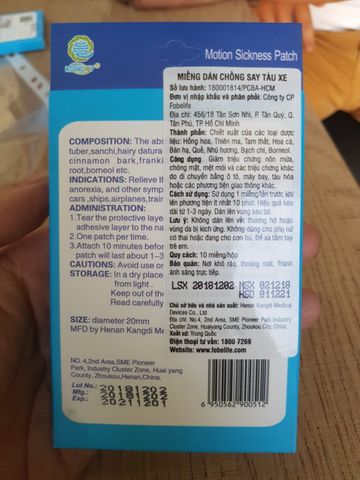 KONGDY
Motion Sickness Patch
MIẾNG DÁN CHỐNG SAY TÀU XE
Số lưu hành: 180001814/PCBA-HCM
Đơn vị nhập khẩu và phân phối: Công ty CP
Fobelife
Địa chỉ: 456/18 Tân Sơn Nhì, P. Tân Quý, Q.
Tân Phú, TP. Hồ Chí Minh
Thành phần: Chiết xuất của các loại dược
liệu: Hồng hoa, Thiên ma, Tam thất, Hoa cà,
Bán hạ, Quế, Nhũ hương, Bạch chỉ, Borneol.
Công dụng: Giảm triệu chứng nôn mửa,
chóng mặt, mệt mỏi và các triệu chứng khác
do di chuyển bằng ô tô, máy bay, tàu hỏa
hoặc các phương tiện giao thông khác.
Cách sử dụng: Sử dụng 1 miếng/lần trước khi
lên phương tiện ít nhất 10 phút. Hiệu quả kéo
dài từ 1-3 ngày. Dán lên vùng sau tai.
Lưu ý: Không dán lên vết thương hở hoặc
vùng da bị kích ứng. Không dùng cho phụ nữ
có thai hoặc đang cho con bú. Để xa tầm tay
trẻ em.
Quy cách: 10 miếng/hộp
Bảo quản: Nơi khô ráo, thoáng mát. Tránh
ánh sáng trực tiếp.
LSX 20181202 NSX 021218
HSD 011221
Chủ sở hữu và nhà sản xuất: Henan Kangdi Medical
Devices Co., Ltd
Địa chỉ: No.4, 2nd Area, SME Pioneer Park, Industry
Cluster Zone, Huaiyang County, Zhoukou City, Henan
Xuất xứ: Trung Quốc
Điện thoại tư vấn: 1800 7269
Website: www.fobelife.com
COMPOSITION: The abs
tuber,sanchi,hairy datura
cinnamon bark,franki
root,borneol etc.
INDICATIONS: Relieve th
anorexia, and other symp
cars ,ships,airplanes,train
ADMINISTRATION:
1.Tear the protective layer
adhesive layer to the na
2.One patch per time.
3.Attach 10 minutes before
patch will last about 1–3
CAUTIONS: Avoid use on
STORAGE: In a dry place
from light .
Keep out of the
Read carefully
SIZE: diameter 20mm
MFD by Henan Kangdi Me
NO. 4,2nd Area,SME Pioneer
Park, Industry Cluster Zone, Huai yang
County, Zhoukou,Henan,China.
Lot No.: 20181202
Mfg.: 20181202
Exp.: 20211201
6 950562 900512